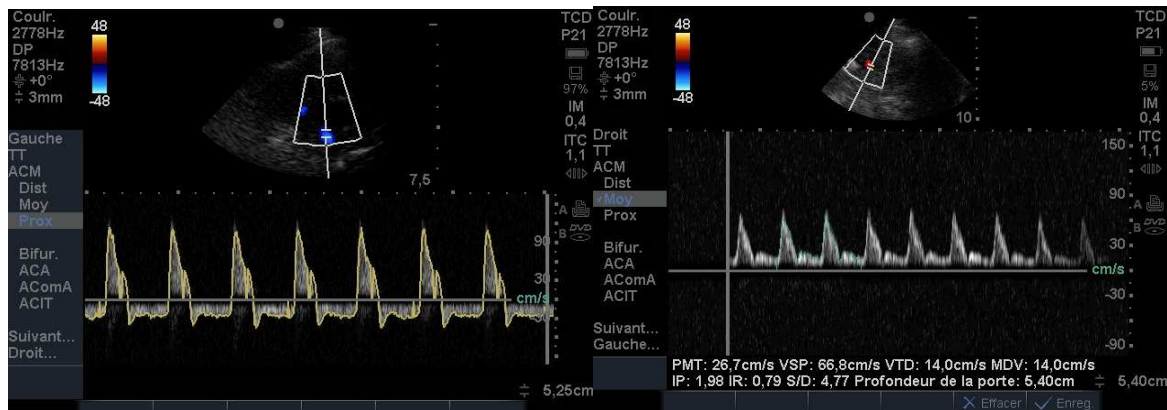 Coulr.
2778Hz
DP
7813Hz
+0°
3mm
48
-48
TCD
P21
97%
IM
0,4
ITC
1,1
7,5
Gauche
TT
ACM
Dist
Moy
Prox
Bifur.
ACA
AComA
ACIT
Suivant...
Droit...
A
B
DVD
90
30
cm/s
5,25cm
Coulr.
2778Hz
DP
7813Hz
+0°
3mm
48
-48
TCD
P21
5%
IM
0,4
ITC
1,1
10
Droit
TT
ACM
Dist
✓Moy
Prox
Bifur.
ACA
AComA
ACIT
Suivant...
Gauche...
150
90
30
cm/s
-30
-90
A
B
DVD
PMT: 26,7cm/s VSP: 66,8cm/s VTD: 14,0cm/s MDV: 14,0cm/s
IP: 1,98 IR: 0,79 S/D: 4,77 Profondeur de la porte: 5,40cm
5,40cm
Effacer
Enreg.